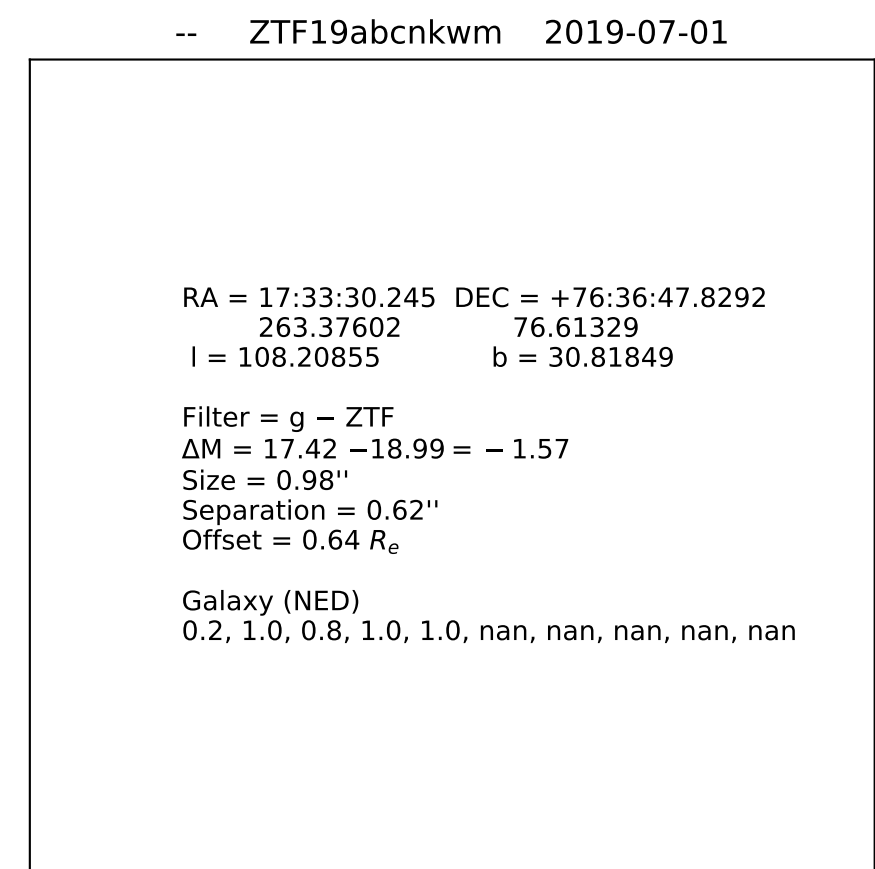 -- ZTF19abcnkwm 2019-07-01
RA = 17:33:30.245 DEC = +76:36:47.8292
263.37602 76.61329
l = 108.20855 b = 30.81849
Filter = g − ZTF
ΔM = 17.42 −18.99 = − 1.57
Size = 0.98''
Separation = 0.62''
Offset = 0.64 Re
Galaxy (NED)
0.2, 1.0, 0.8, 1.0, 1.0, nan, nan, nan, nan, nan